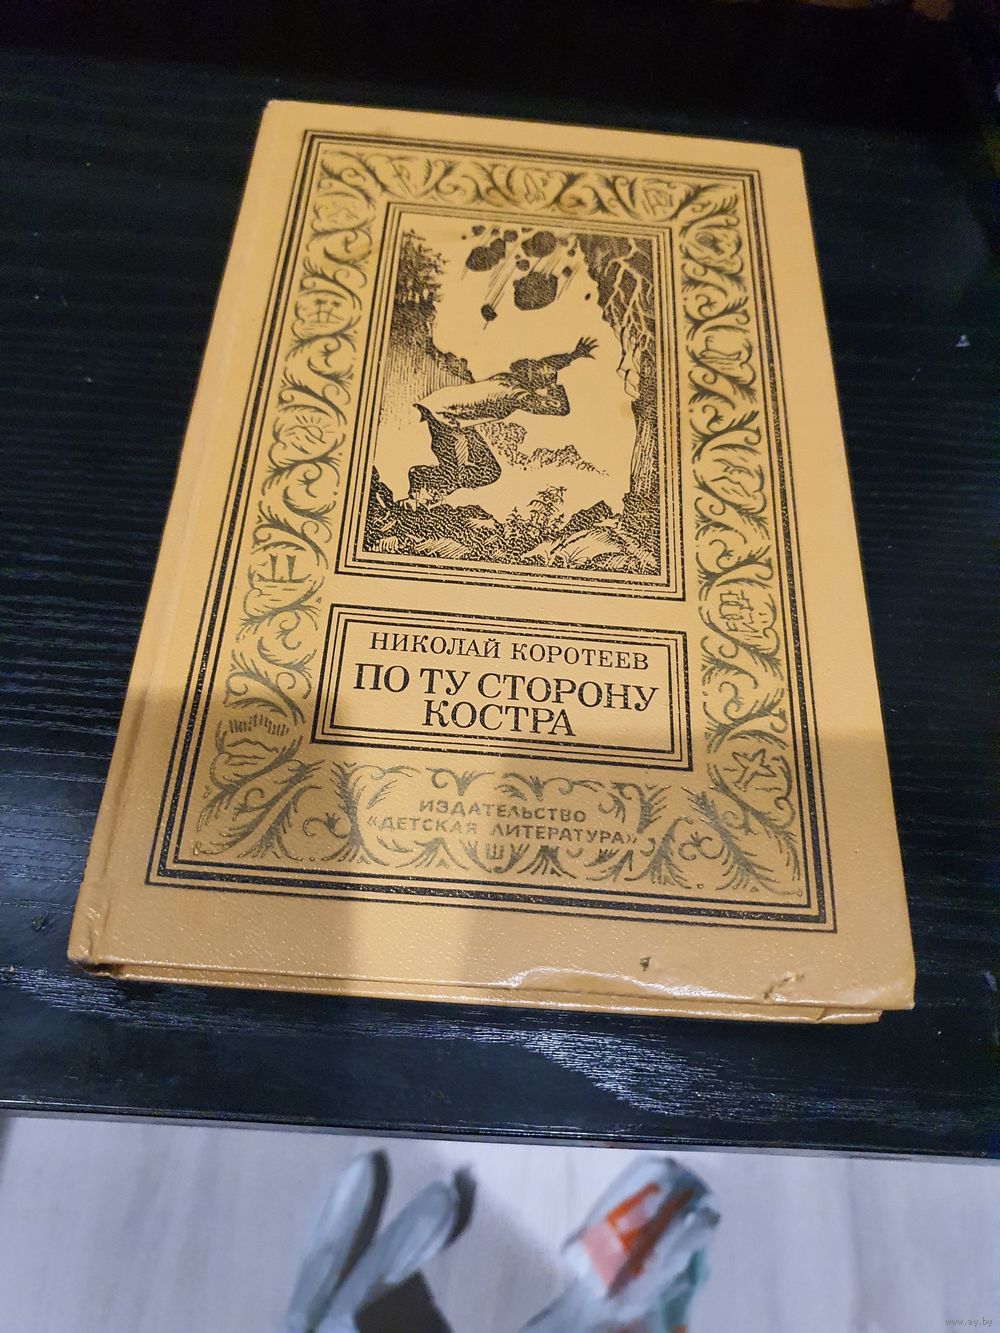 НИКОЛАЙ КОРОТЕЕВ
ПО ТУ СТОРОНУ
КОСТРА
ИЗДАТЕЛЬСТВО
«ДЕТСКАЯ ЛИТЕРАТУРА»
www.ay.by